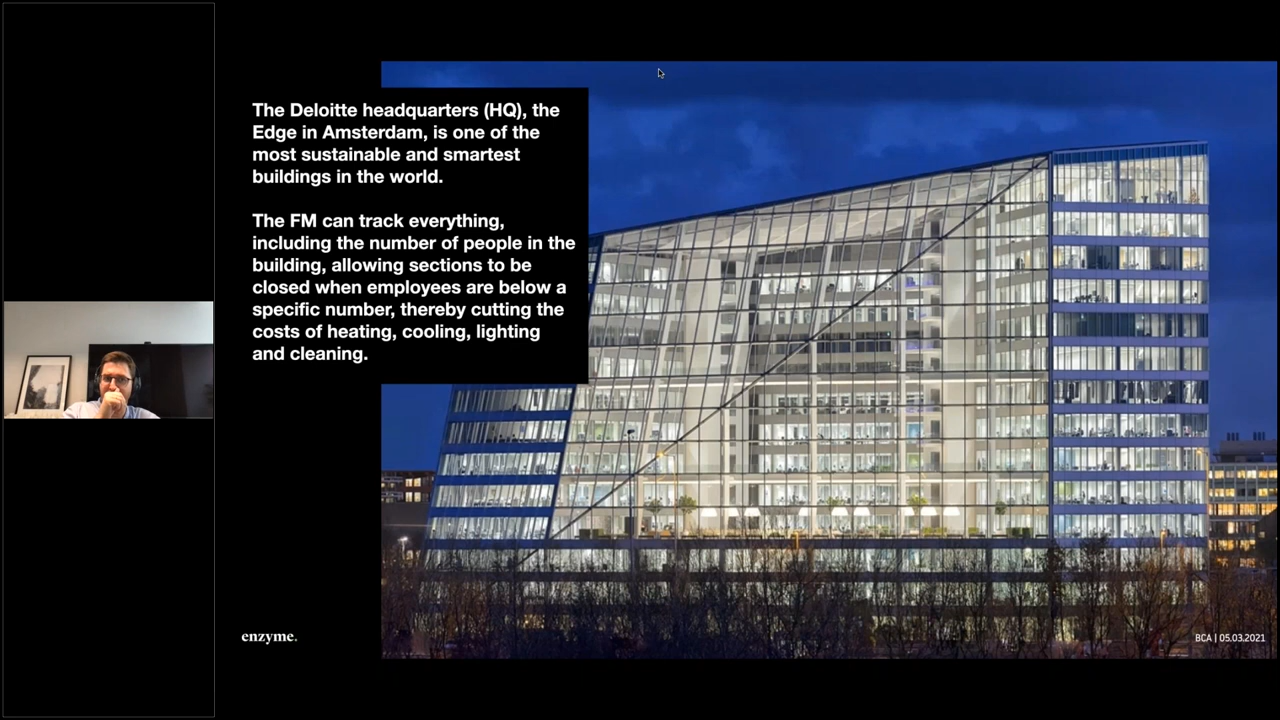 The Deloitte headquarters (HQ), the
Edge in Amsterdam, is one of the
most sustainable and smartest
buildings in the world.
The FM can track everything,
including the number of people in the
building, allowing sections to be
closed when employees are below a
specific number, thereby cutting the
costs of heating, cooling, lighting
and cleaning.
enzyme.
BCA | 05.03.2021